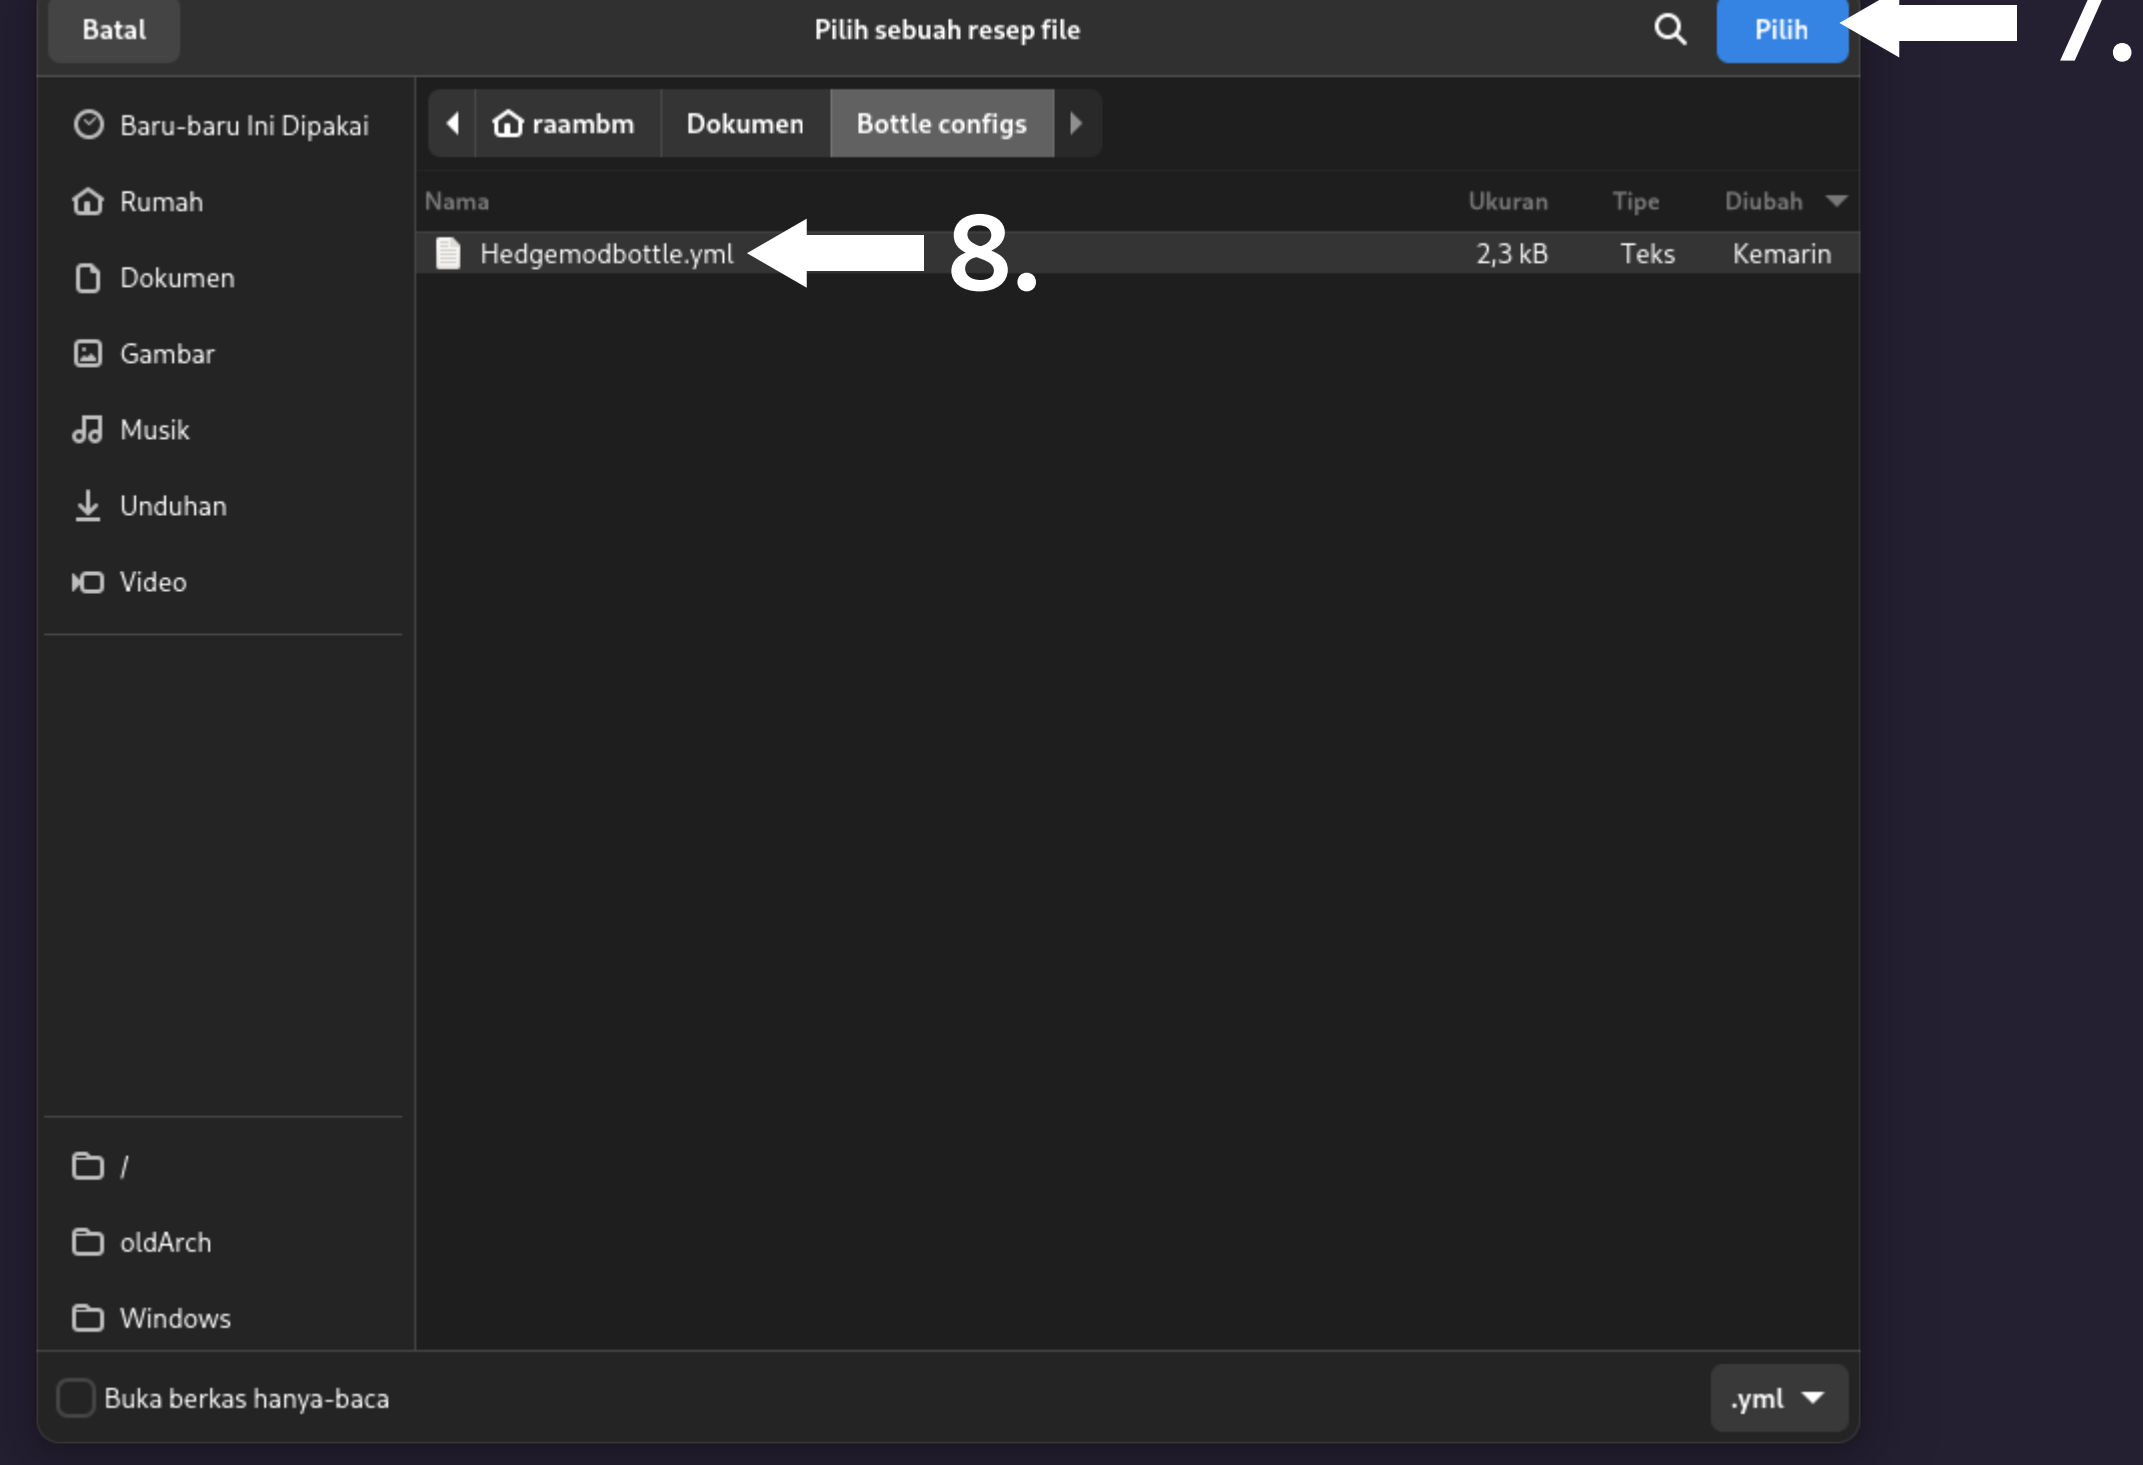 Batal
Pilih sebuah resep file
Pilih
7.
Baru-baru Ini Dipakai
Rumah
Dokumen
Gambar
Musik
Unduhan
Video
/
oldArch
Windows
raambm
Dokumen
Bottle configs
Nama
Ukuran
Tipe
Diubah
Hedgemodbottle.yml
8.
2,3 kB
Teks
Kemarin
Buka berkas hanya-baca
.yml